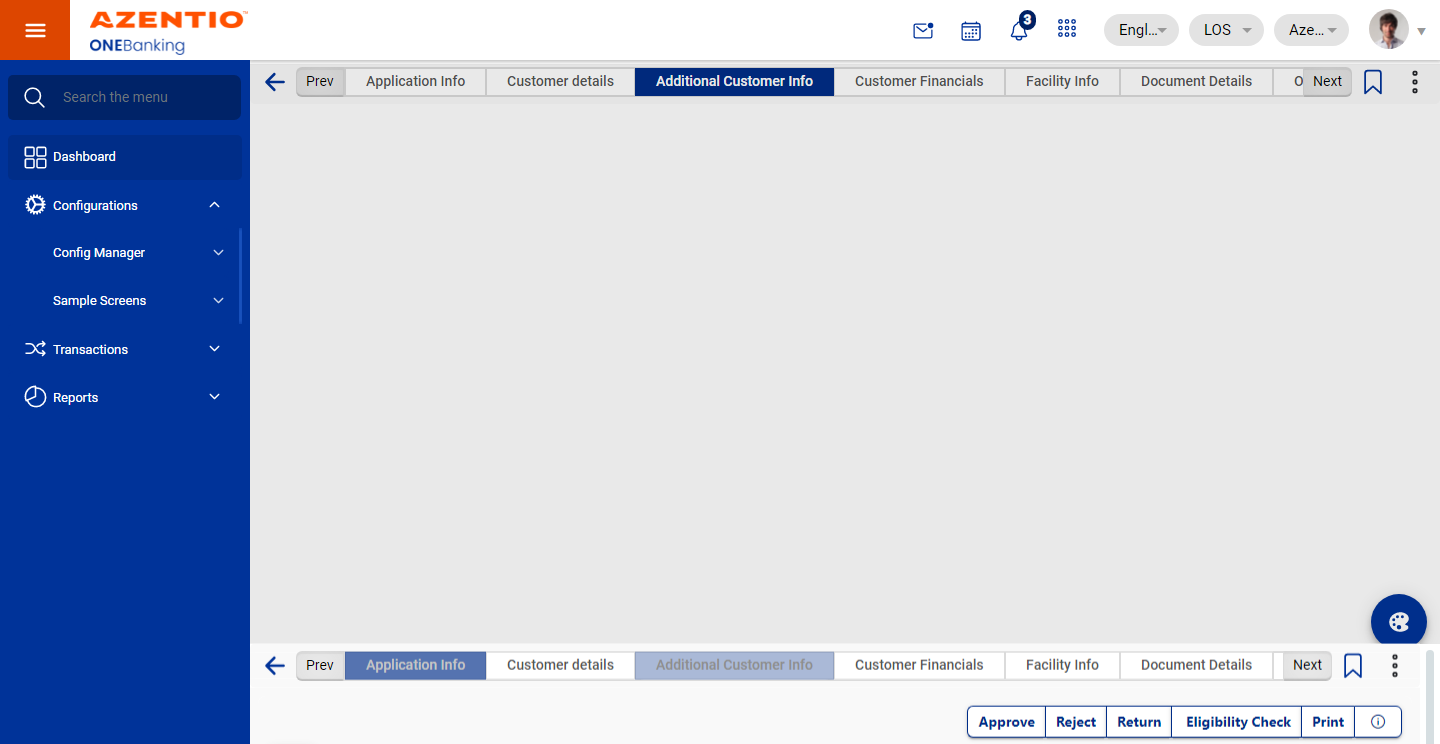 AZENTIO™
ONEBanking
3
Engl...
LOS
Aze...
Search the menu
Dashboard
Configurations
Config Manager
Sample Screens
Transactions
Reports
Prev Application Info Customer details Additional Customer Info Customer Financials Facility Info Document Details O Next
Prev Application Info Customer details Additional Customer Info Customer Financials Facility Info Document Details Next
Approve Reject Return Eligibility Check Print